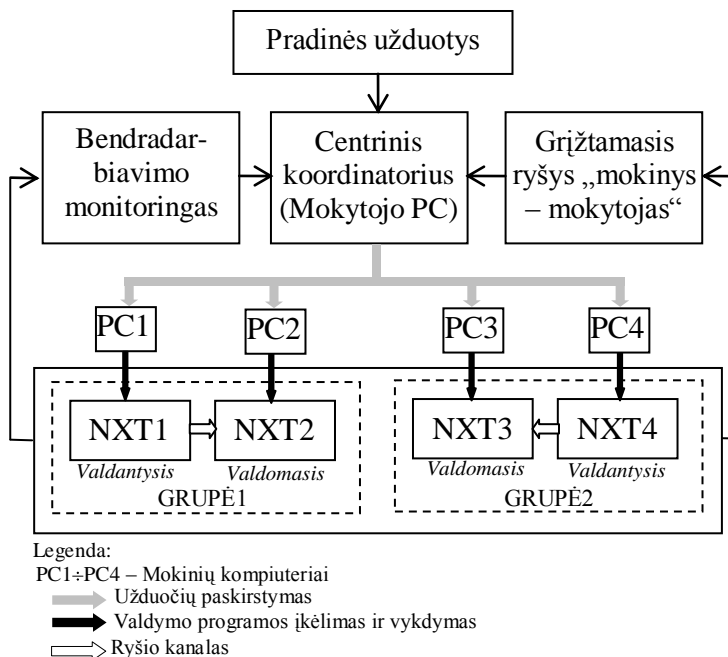 Pradinės užduotys
Bendradar-
biavimo
monitoringas
Centrinis
koordinatorius
(Mokytojo PC)
Grįžtamasis
ryšys „mokinys
– mokytojas“
PC1
PC2
PC3
PC4
NXT1
NXT2
NXT3
NXT4
Valdantysis
Valdomasis
Valdomasis
Valdantysis
GRUPĖ1
GRUPĖ2
Legenda:
PC1÷PC4 – Mokinių kompiuteriai
Užduočių paskirstymas
Valdymo programos įkėlimas ir vykdymas
Ryšio kanalas